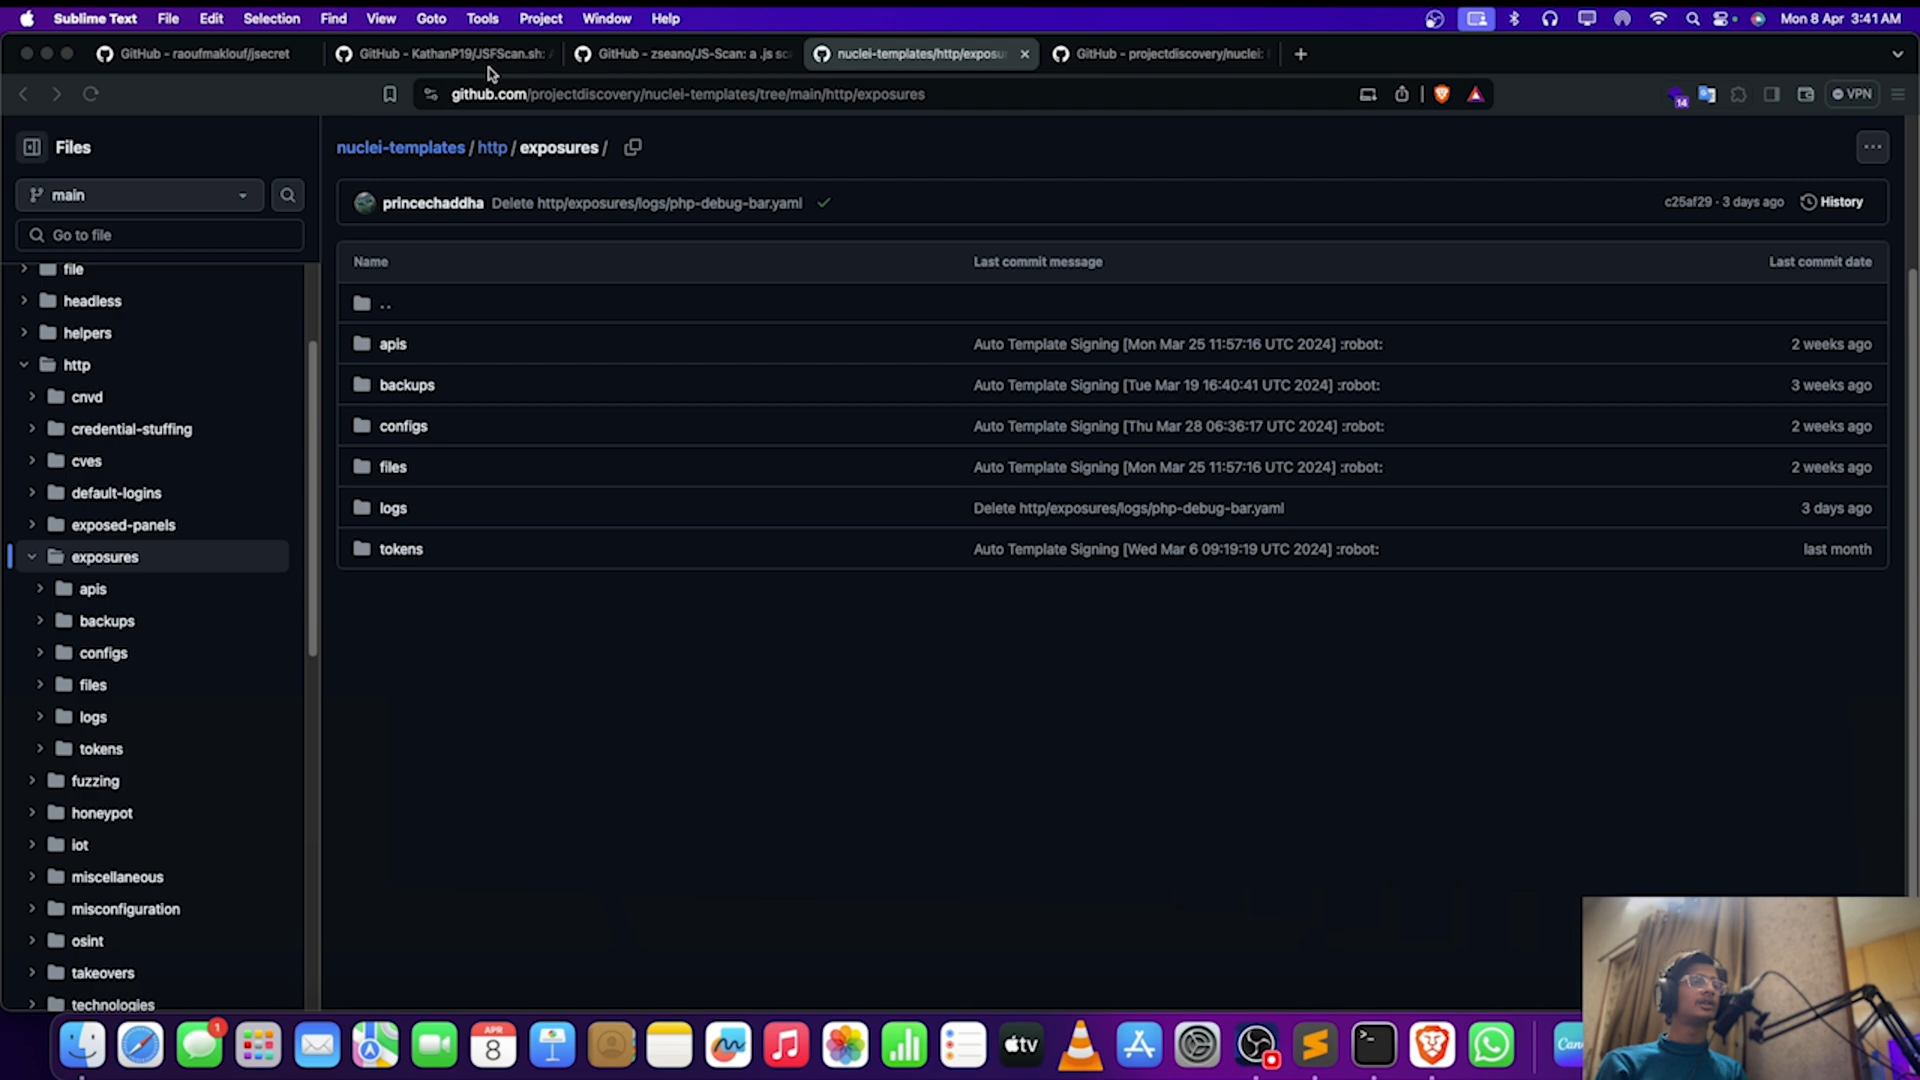 Sublime Text File Edit Selection Find View Goto Tools Project Window Help Mon 8 Apr 3:41 AM
GitHub - raoufmaklouf/jsecret GitHub - KathanP19/JSFScan.sh: GitHub - zseano/JS-Scan: a .js sc nuclei-templates/http/exposu GitHub - projectdiscovery/nuclei:
github.com/projectdiscovery/nuclei-templates/tree/main/http/exposures 14 VPN
Files
main
Go to file
file
headless
helpers
http
cnvd
credential-stuffing
cves
default-logins
exposed-panels
exposures
apis
backups
configs
files
logs
tokens
fuzzing
honeypot
iot
miscellaneous
misconfiguration
osint
takeovers
technologies
nuclei-templates / http / exposures /
princechaddha Delete http/exposures/logs/php-debug-bar.yaml c25af29 · 3 days ago History
Name Last commit message Last commit date
..
apis Auto Template Signing [Mon Mar 25 11:57:16 UTC 2024] :robot: 2 weeks ago
backups Auto Template Signing [Tue Mar 19 16:40:41 UTC 2024] :robot: 3 weeks ago
configs Auto Template Signing [Thu Mar 28 06:36:17 UTC 2024] :robot: 2 weeks ago
files Auto Template Signing [Mon Mar 25 11:57:16 UTC 2024] :robot: 2 weeks ago
logs Delete http/exposures/logs/php-debug-bar.yaml 3 days ago
tokens Auto Template Signing [Wed Mar 6 09:19:19 UTC 2024] :robot: last month
1
APR
8
tv
Can